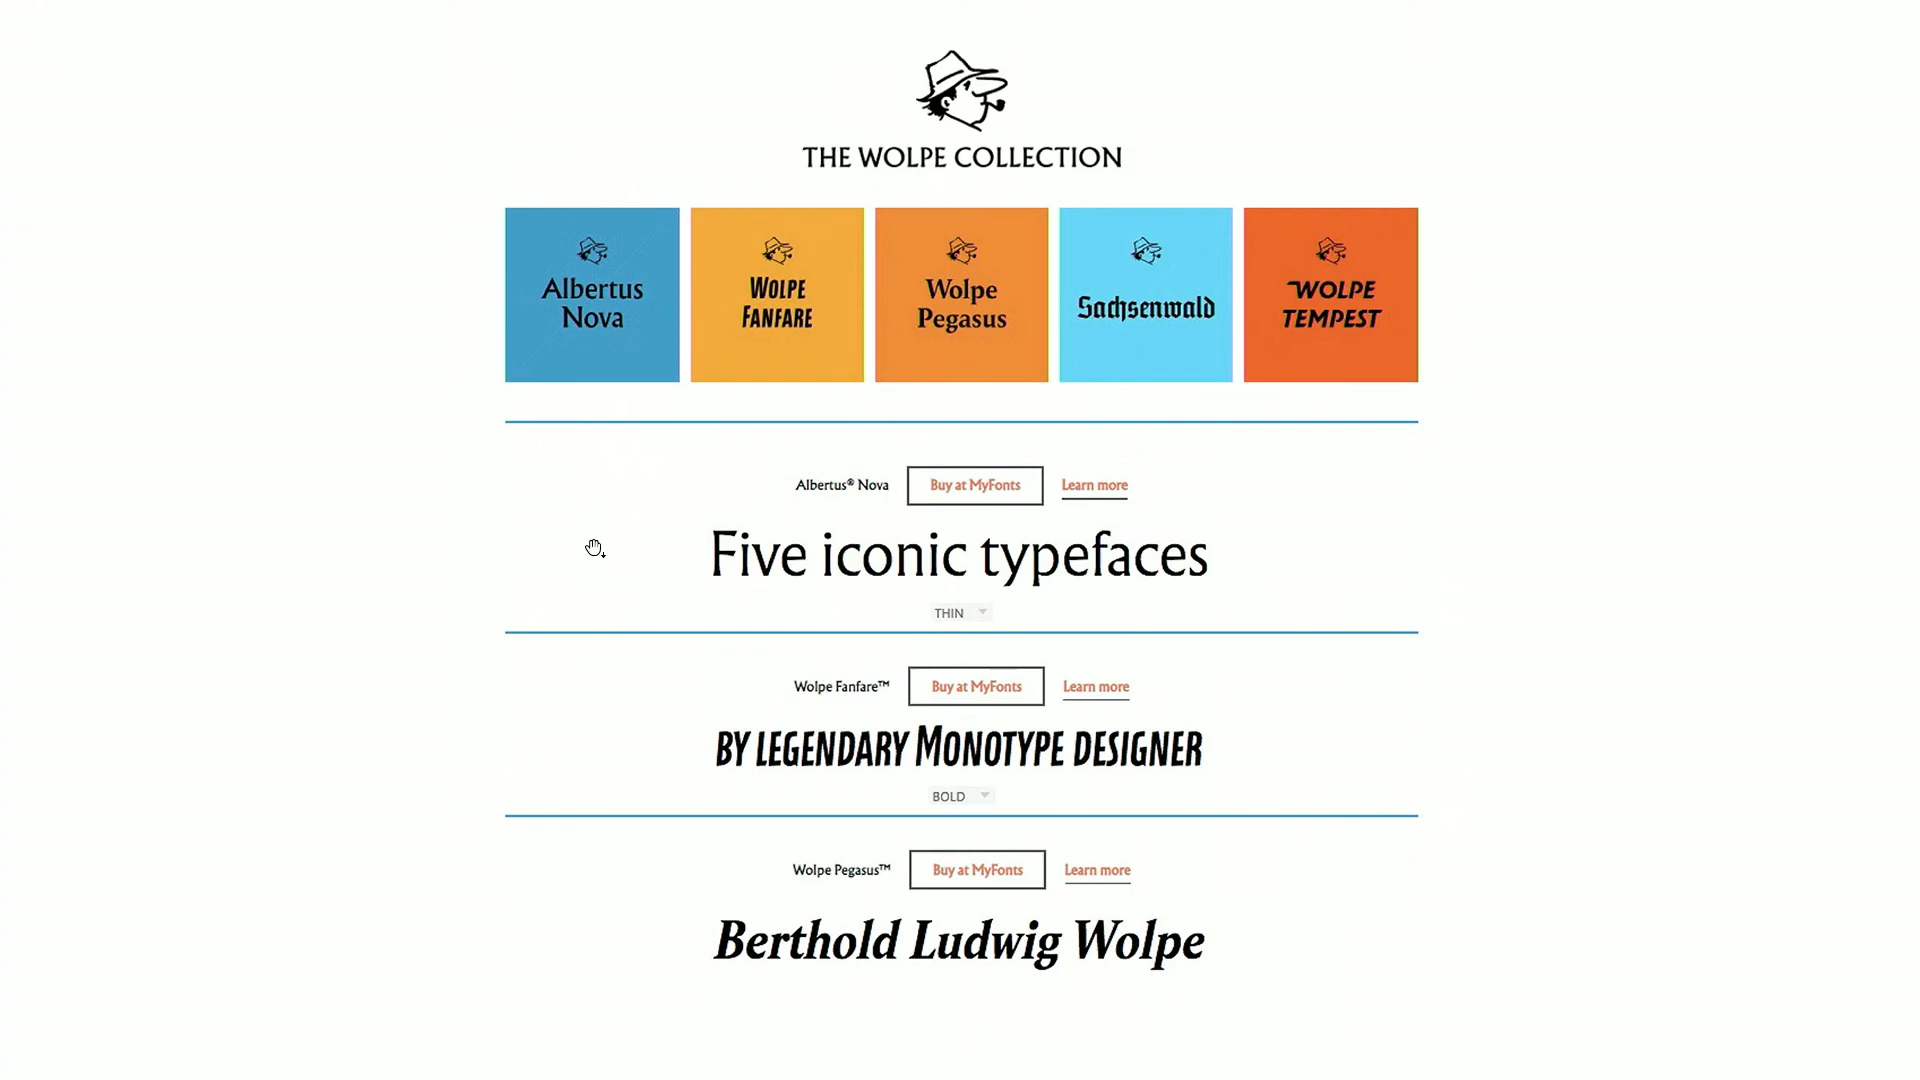 THE WOLPE COLLECTION
Albertus
Nova
WOLPE
FANFARE
Wolpe
Pegasus
Sachsenwald
WOLPE
TEMPEST
Albertus® Nova Buy at MyFonts Learn more
Five iconic typefaces
THIN
Wolpe Fanfare™ Buy at MyFonts Learn more
BY LEGENDARY MONOTYPE DESIGNER
BOLD
Wolpe Pegasus™ Buy at MyFonts Learn more
Berthold Ludwig Wolpe